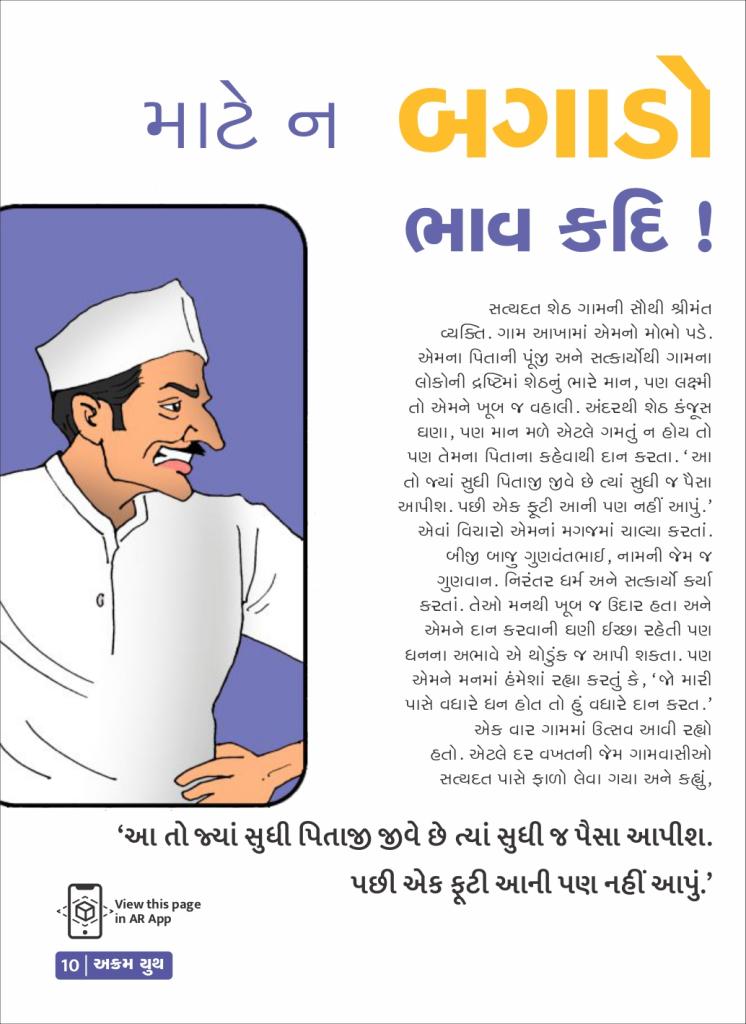 માટે ન બગાડો
ભાવ કદિ !
સત્યદત શેઠ ગામની સૌથી શ્રીમંત
વ્યક્તિ. ગામ આખામાં એમનો મોભો પડે.
એમના પિતાની પૂંજી અને સત્કાર્યોથી ગામના
લોકોની દ્રષ્ટિમાં શેઠનું ભારે માન, પણ લક્ષ્મી
તો એમને ખૂબ જ વહાલી. અંદરથી શેઠ કંજૂસ
ઘણા, પણ માન મળે એટલે ગમતું ન હોય તો
પણ તેમના પિતાના કહેવાથી દાન કરતા. ‘આ
તો જ્યાં સુધી પિતાજી જીવે છે ત્યાં સુધી જ પૈસા
આપીશ. પછી એક ફૂટી આની પણ નહીં આપું.’
એવાં વિચારો એમનાં મગજમાં ચાલ્યા કરતાં.
બીજી બાજુ ગુણવંતભાઈ, નામની જેમ જ
ગુણવાન. નિરંતર ધર્મ અને સત્કાર્યો કર્યા
કરતાં. તેઓ મનથી ખૂબ જ ઉદાર હતા અને
એમને દાન કરવાની ઘણી ઈચ્છા રહેતી પણ
ધનના અભાવે એ થોડુંક જ આપી શકતા. પણ
એમને મનમાં હંમેશાં રહ્યા કરતું કે, ‘જો મારી
પાસે વધારે ધન હોત તો હું વધારે દાન કરત.’
એક વાર ગામમાં ઉત્સવ આવી રહ્યો
હતો. એટલે દર વખતની જેમ ગામવાસીઓ
સત્યદત પાસે ફાળો લેવા ગયા અને કહ્યું,
‘આ તો જ્યાં સુધી પિતાજી જીવે છે ત્યાં સુધી જ પૈસા આપીશ.
પછી એક ફૂટી આની પણ નહીં આપું.’
View this page
in AR App
10 | અક્રમ યુથ